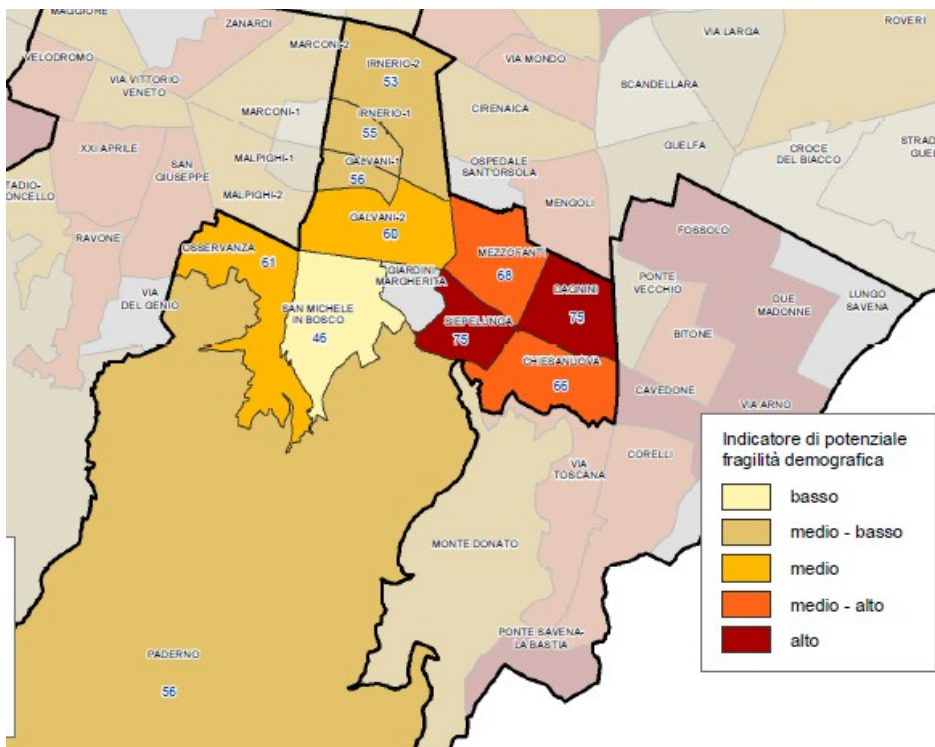 MAGGIORE
ZANARDI
VIA LARGA
ROVERI
MARCONI-2
VELODROMO
VIA MONDO
IRNERIO-2
53
VIA VITTORIO
VENETO
SCANDELLARA
MARCONI-1
IRNERIO-1
55
CIRENAICA
XXI APRILE
MALPIGHI-1
GALVANI-1
56
GUELFA
CROCE
DEL BIACCO
SAN
GIUSEPPE
OSPEDALE
SANT'ORSOLA
MALPIGHI-2
MENGOLI
GALVANI-2
60
RAVONE
OSSERVANZA
61
MEZZOFANTI
68
FOSSOLO
GIARDINI
MARGHERITA
PONTE
VECCHIO
DAGNINI
75
DUE
MADONNE
LUNGO
SAVENA
VIA
DEL GENIO
SAN MICHELE
IN BOSCO
46
SIEPELUNGA
75
BITONE
CHIESANUOVA
66
CAVEDONE
VIA ARNO
CORELLI
VIA
TOSCANA
MONTE DONATO
PONTE SAVENA-
LA BASTIA
PADERNO
56
Indicatore di potenziale
fragilità demografica
basso
medio - basso
medio
medio - alto
alto